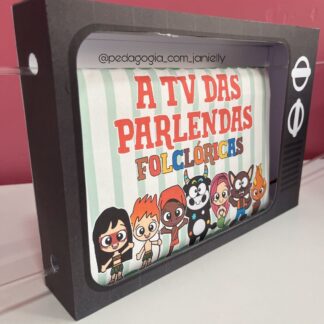 @pedagogia_com_janielly
A TV DAS
PARLENDAS
FOLCLÓRICAS